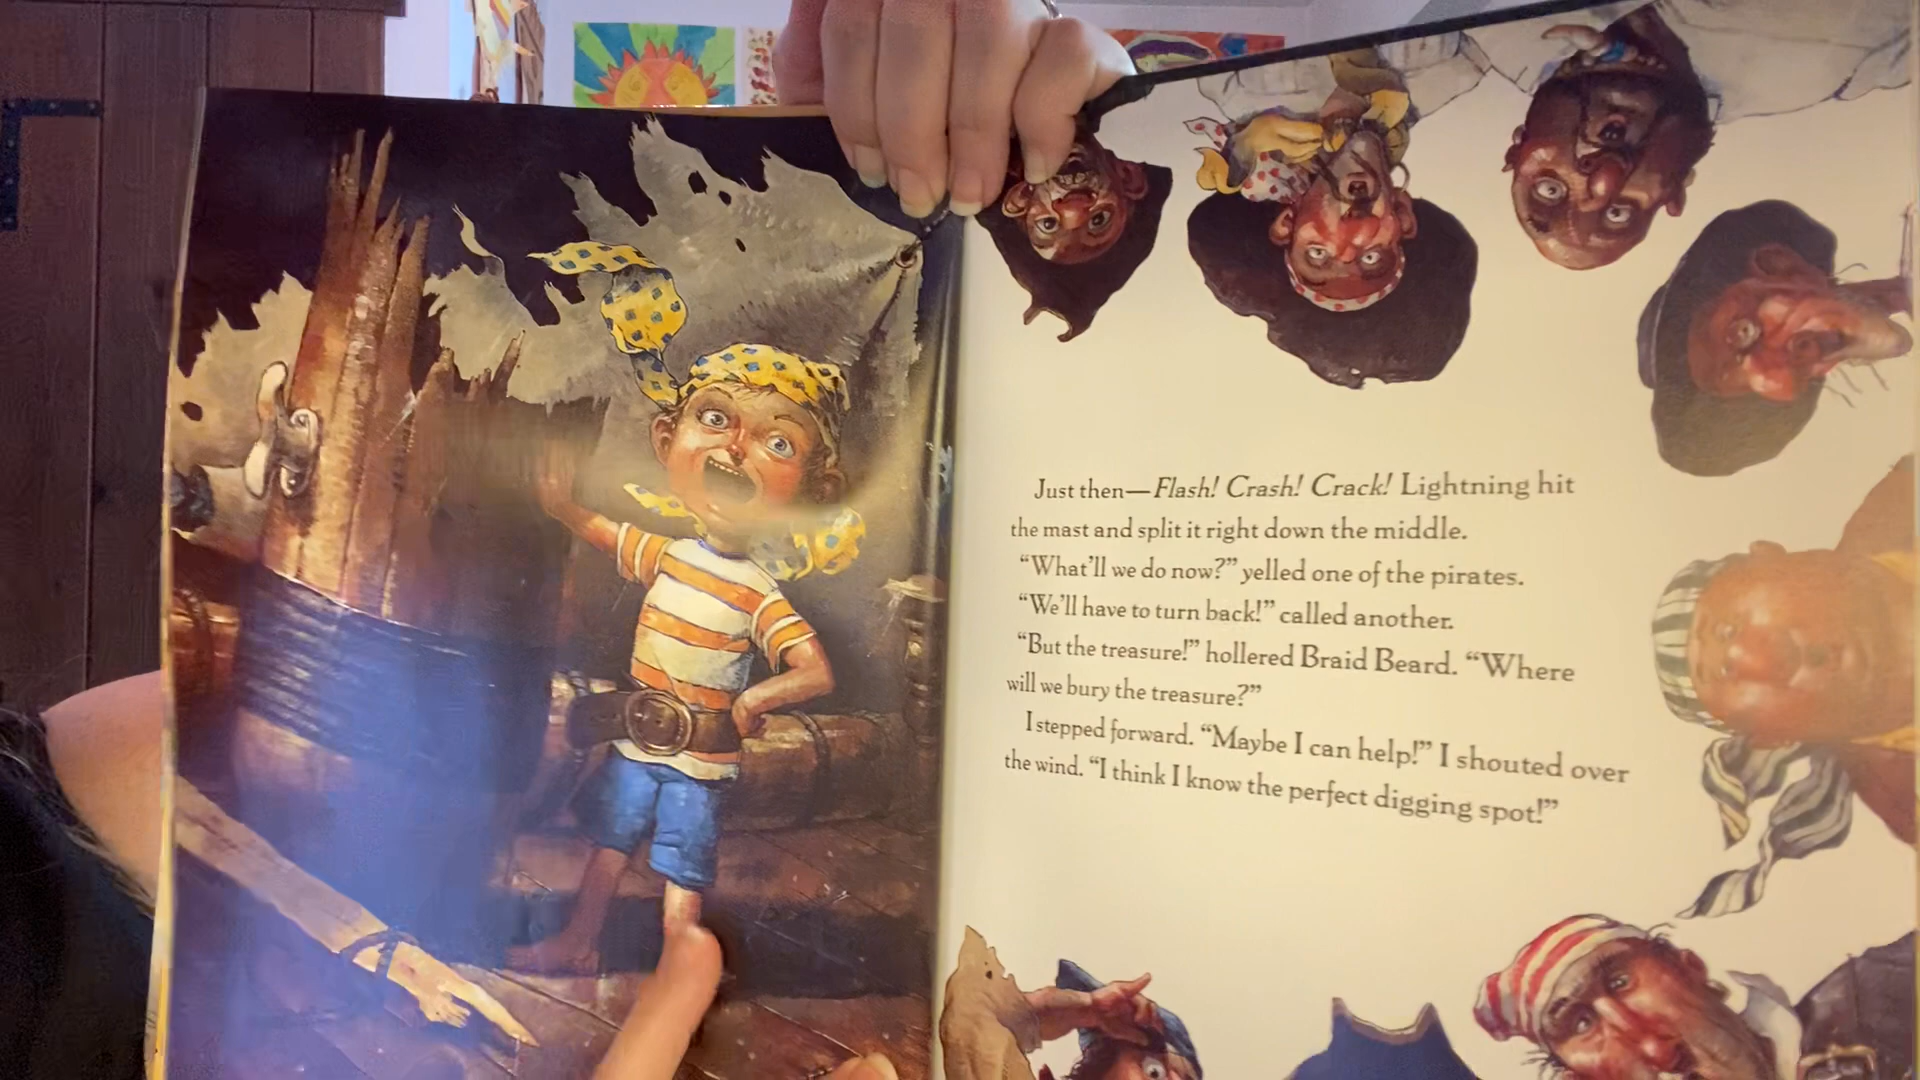 Just then—Flash! Crash! Crack! Lightning hit
the mast and split it right down the middle.
“What’ll we do now?” yelled one of the pirates.
“We’ll have to turn back!” called another.
“But the treasure!” hollered Braid Beard. “Where
will we bury the treasure?”
I stepped forward. “Maybe I can help!” I shouted over
the wind. “I think I know the perfect digging spot!”